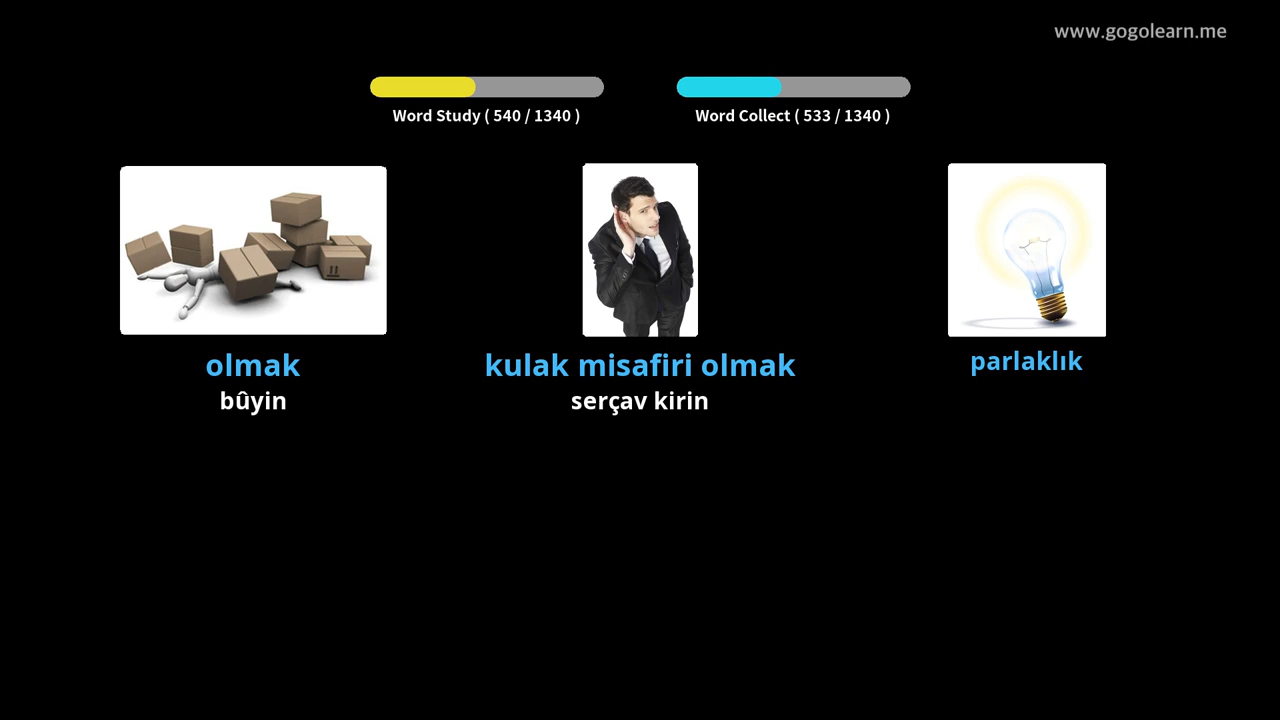 www.gogolearn.me
Word Study ( 540 / 1340 )
Word Collect ( 533 / 1340 )
olmak
bûyin
kulak misafiri olmak
serçav kirin
parlaklık